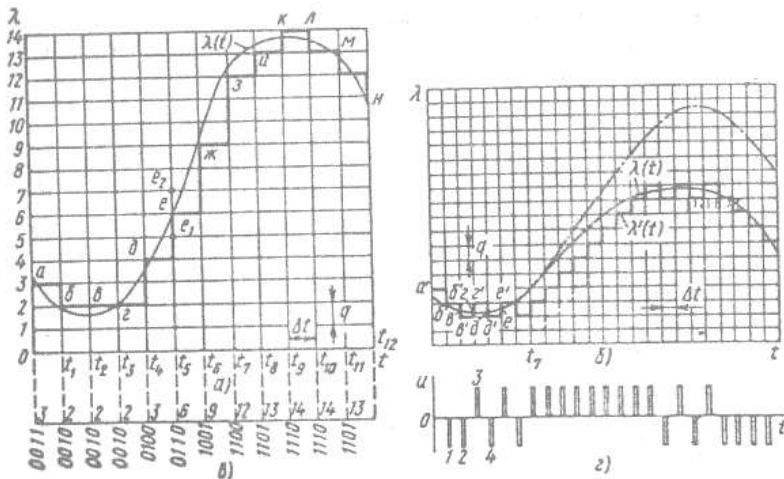 λ
14 К Л
13 λ(t) М
12 З И
11 Н
10
9 Ж
8
7 е₂
6 е
5 е₁
4 д
3 а
2 б в г
1 Δt q
0 t₁₂
t₁ t₂ t₃ t₄ t₅ t₆ t₇ t₈ t₉ t₁₀ t₁₁ t
а)
3 2 2 2 3 6 9 12 13 14 14 13
0011 0010 0010 0010 0100 0110 1001 1100 1101 1110 1110 1101
в)
λ
λ(t)
λ'(t)
q
а б б' г г' е'
в в' д д' е
Δt
t₇ б) t
u
3
0 t
1 2 4
г)